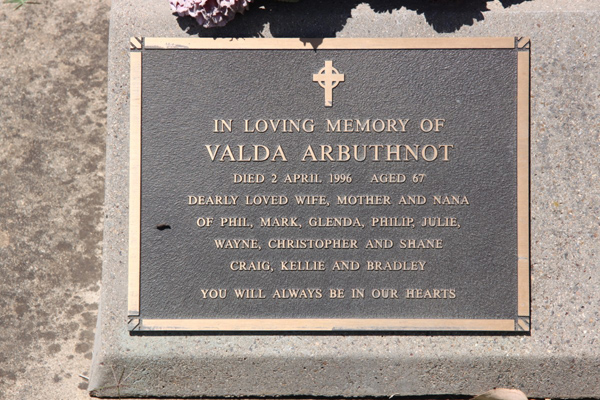 IN LOVING MEMORY OF
VALDA ARBUTHNOT
DIED 2 APRIL 1996 AGED 67
DEARLY LOVED WIFE, MOTHER AND NANA
OF PHIL, MARK, GLENDA, PHILIP, JULIE,
WAYNE, CHRISTOPHER AND SHANE
CRAIG, KELLIE AND BRADLEY
YOU WILL ALWAYS BE IN OUR HEARTS